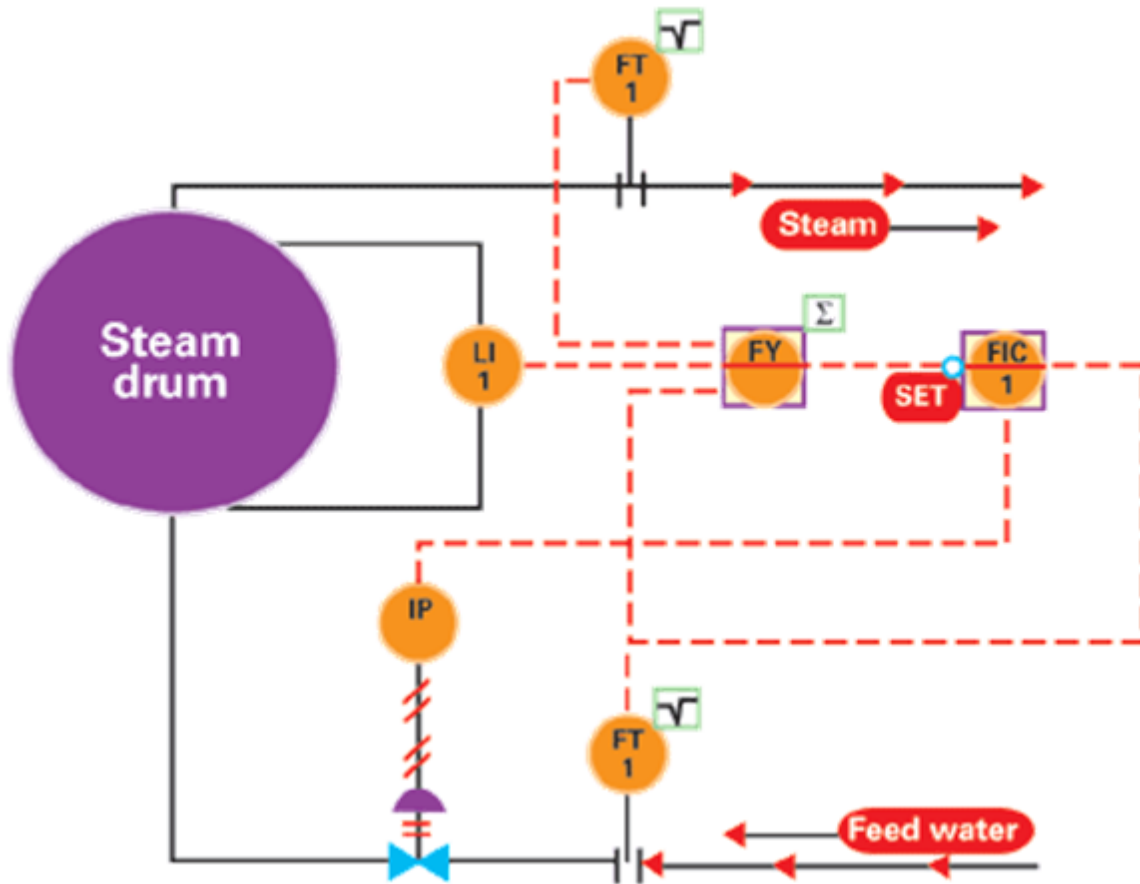 FT
1
Steam
Σ
Steam
drum
LI
1
FY
FIC
1
SET
IP
FT
1
Feed water